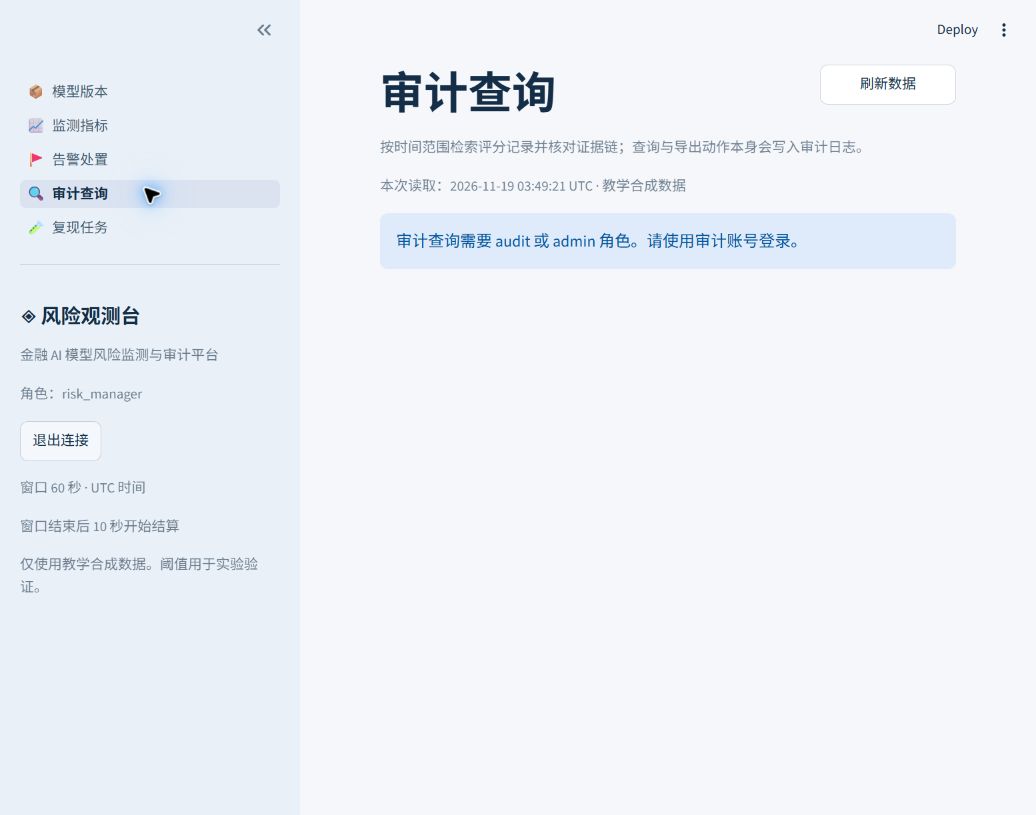 模型版本
监测指标
告警处置
审计查询
复现任务
◈ 风险观测台
金融 AI 模型风险监测与审计平台
角色：risk_manager
退出连接
窗口 60 秒 · UTC 时间
窗口结束后 10 秒开始结算
仅使用教学合成数据。阈值用于实验验
证。
Deploy
审计查询
刷新数据
按时间范围检索评分记录并核对证据链；查询与导出动作本身会写入审计日志。
本次读取：2026-11-19 03:49:21 UTC · 教学合成数据
审计查询需要 audit 或 admin 角色。请使用审计账号登录。